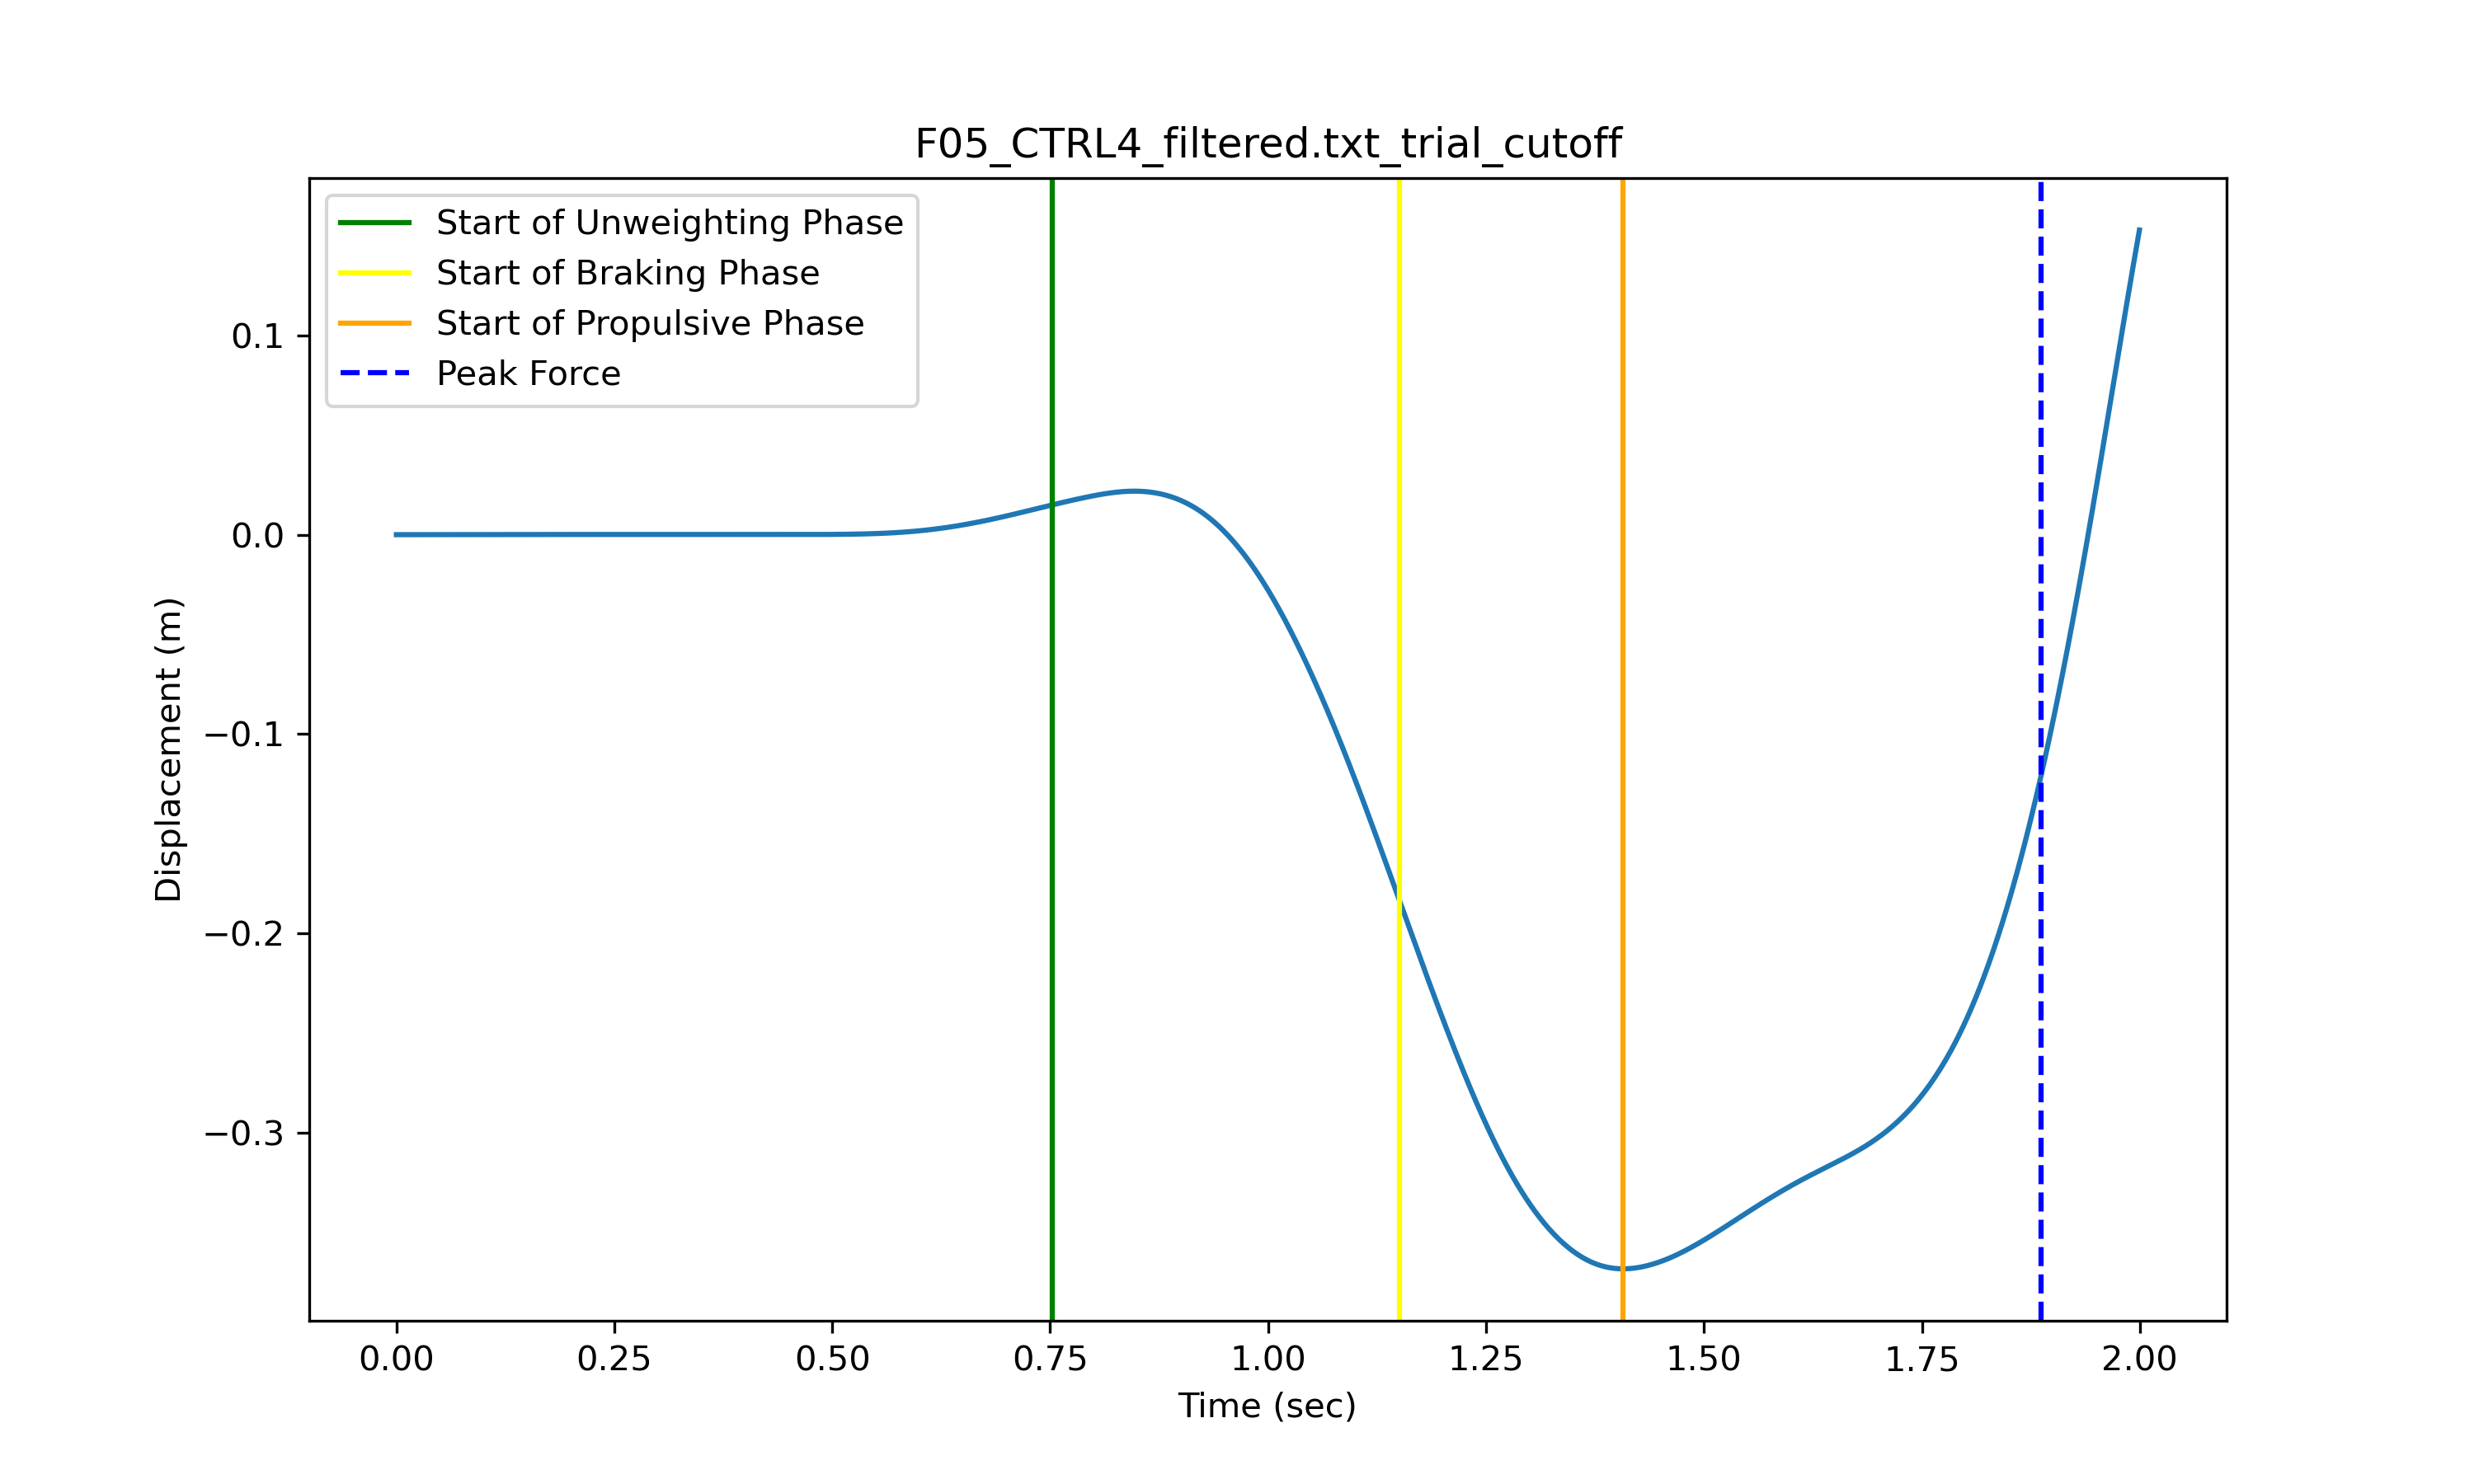 F05_CTRL4_filtered.txt_trial_cutoff
Start of Unweighting Phase
Start of Braking Phase
Start of Propulsive Phase
Peak Force
0.1
0.0
−0.1
−0.2
−0.3
Displacement (m)
0.00 0.25 0.50 0.75 1.00 1.25 1.50 1.75 2.00
Time (sec)